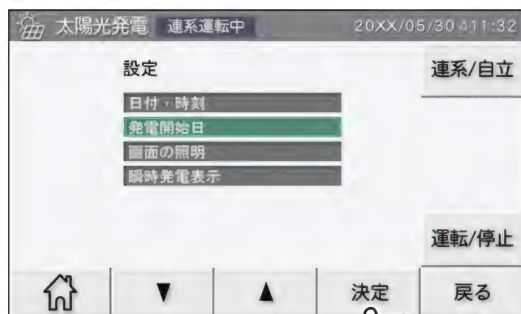 太陽光発電 連系運転中 20XX/05/30 11:32
設定
連系/自立
日付・時刻
発電開始日
画面の照明
瞬時発電表示
運転/停止
▼ ▲ 決定 戻る